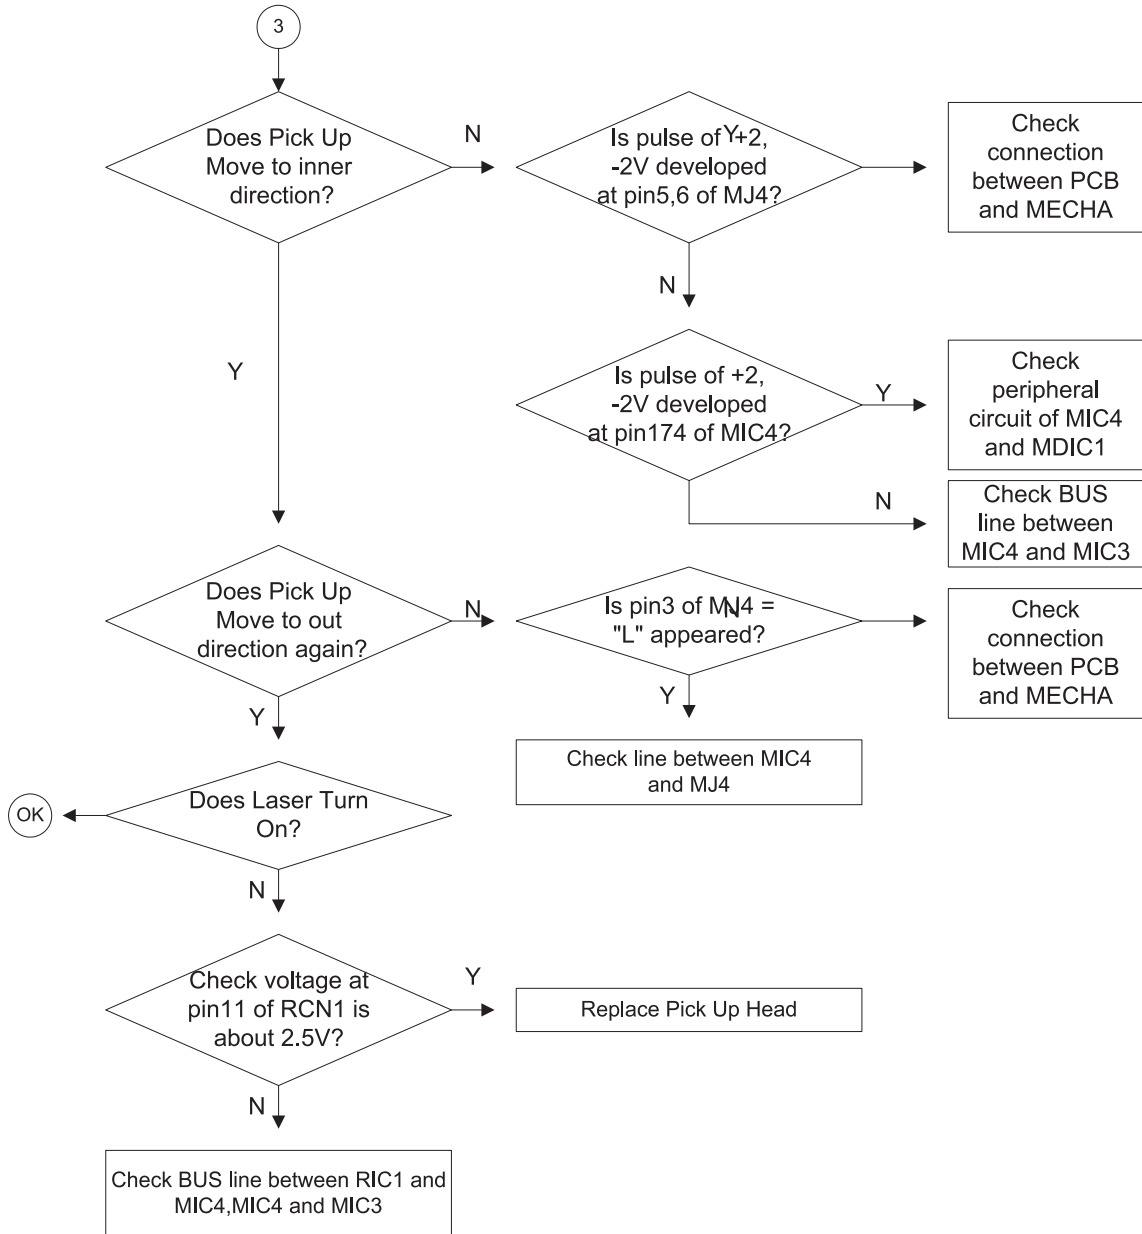 3
Does Pick Up
Move to inner
direction?
N
Is pulse of +2,
-2V developed
at pin5,6 of MJ4?
Y
Check
connection
between PCB
and MECHA
N
Y
Is pulse of +2,
-2V developed
at pin174 of MIC4?
Y
Check
peripheral
circuit of MIC4
and MDIC1
N
Check BUS
line between
MIC4 and MIC3
Does Pick Up
Move to out
direction again?
N
Is pin3 of MJ4 =
"L" appeared?
N
Check
connection
between PCB
and MECHA
Y
Y
Check line between MIC4
and MJ4
OK
Does Laser Turn
On?
N
Check voltage at
pin11 of RCN1 is
about 2.5V?
Y
Replace Pick Up Head
N
Check BUS line between RIC1 and
MIC4,MIC4 and MIC3